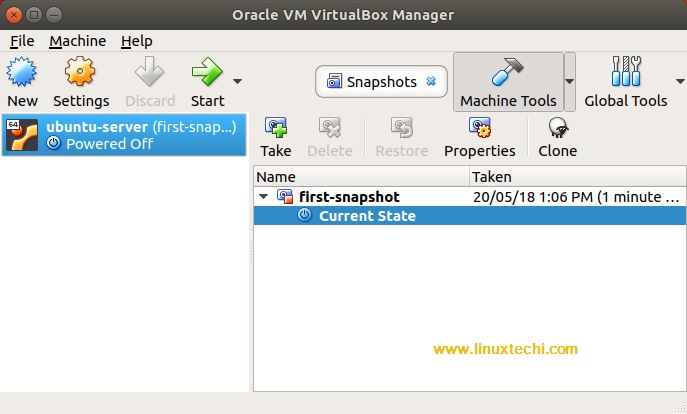 Oracle VM VirtualBox Manager
File Machine Help
New Settings Discard Start Snapshots Machine Tools Global Tools
64 ubuntu-server (first-snap...)
Powered Off
Take Delete Restore Properties Clone
Name Taken
first-snapshot 20/05/18 1:06 PM (1 minute ...
Current State
www.linuxtechi.com